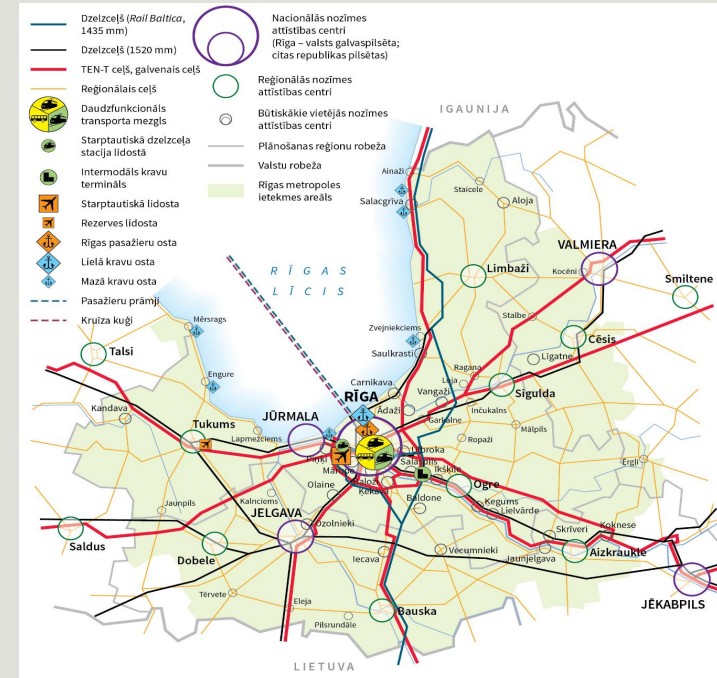 Dzelzceļš (Rail Baltica,
1435 mm)
Dzelzceļš (1520 mm)
TEN-T ceļš, galvenais ceļš
Reģionālais ceļš
Daudzfunkcionāls
transporta mezgls
Starptautiskā dzelzceļa
stacija lidostā
Intermodāls kravu
termināls
Starptautiskā lidosta
Rezerves lidosta
Rīgas pasažieru osta
Lielā kravu osta
Mazā kravu osta
Pasažieru prāmji
Kruīza kuģi
Nacionālās nozīmes
attīstības centri
(Rīga – valsts galvaspilsēta;
citas republikas pilsētas)
Reģionālās nozīmes
attīstības centri
Būtiskākie vietējās nozīmes
attīstības centri
Plānošanas reģionu robeža
Valstu robeža
Rīgas metropoles
ietekmes areāls
IGAUNIJA
Ainaži
Staicele
Salacgrīva
Aloja
VALMIERA
RĪGAS
LĪCIS
Limbaži
Kocēni
Smiltene
Mērsrags
Stalbe
Zvejniekciems
Cēsis
Talsi
Saulkrasti
Līgatne
Engure
Ragana
Lēja
Carnikava
Vangaži
Sigulda
RĪGA
Kandava
Ādaži
Inčukalns
JŪRMALA
Garkalne
Tukums
Mālpils
Lapmežciems
Ropaži
Ulbroka
Piņķi
Salaspils
Ērgļi
Mārupe
Ikšķile
Olaine
Baloži
Ogre
Ķekava
Kalnciems
Baldone
Jaunpils
Ķegums
Lielvārde
JELGAVA
Ozolnieki
Koknese
Skrīveri
Saldus
Dobele
Iecava
Vecumnieki
Jaunjelgava
Aizkraukle
Tērvete
Eleja
JĒKABPILS
Bauska
Pilsrundāle
LIETUVA